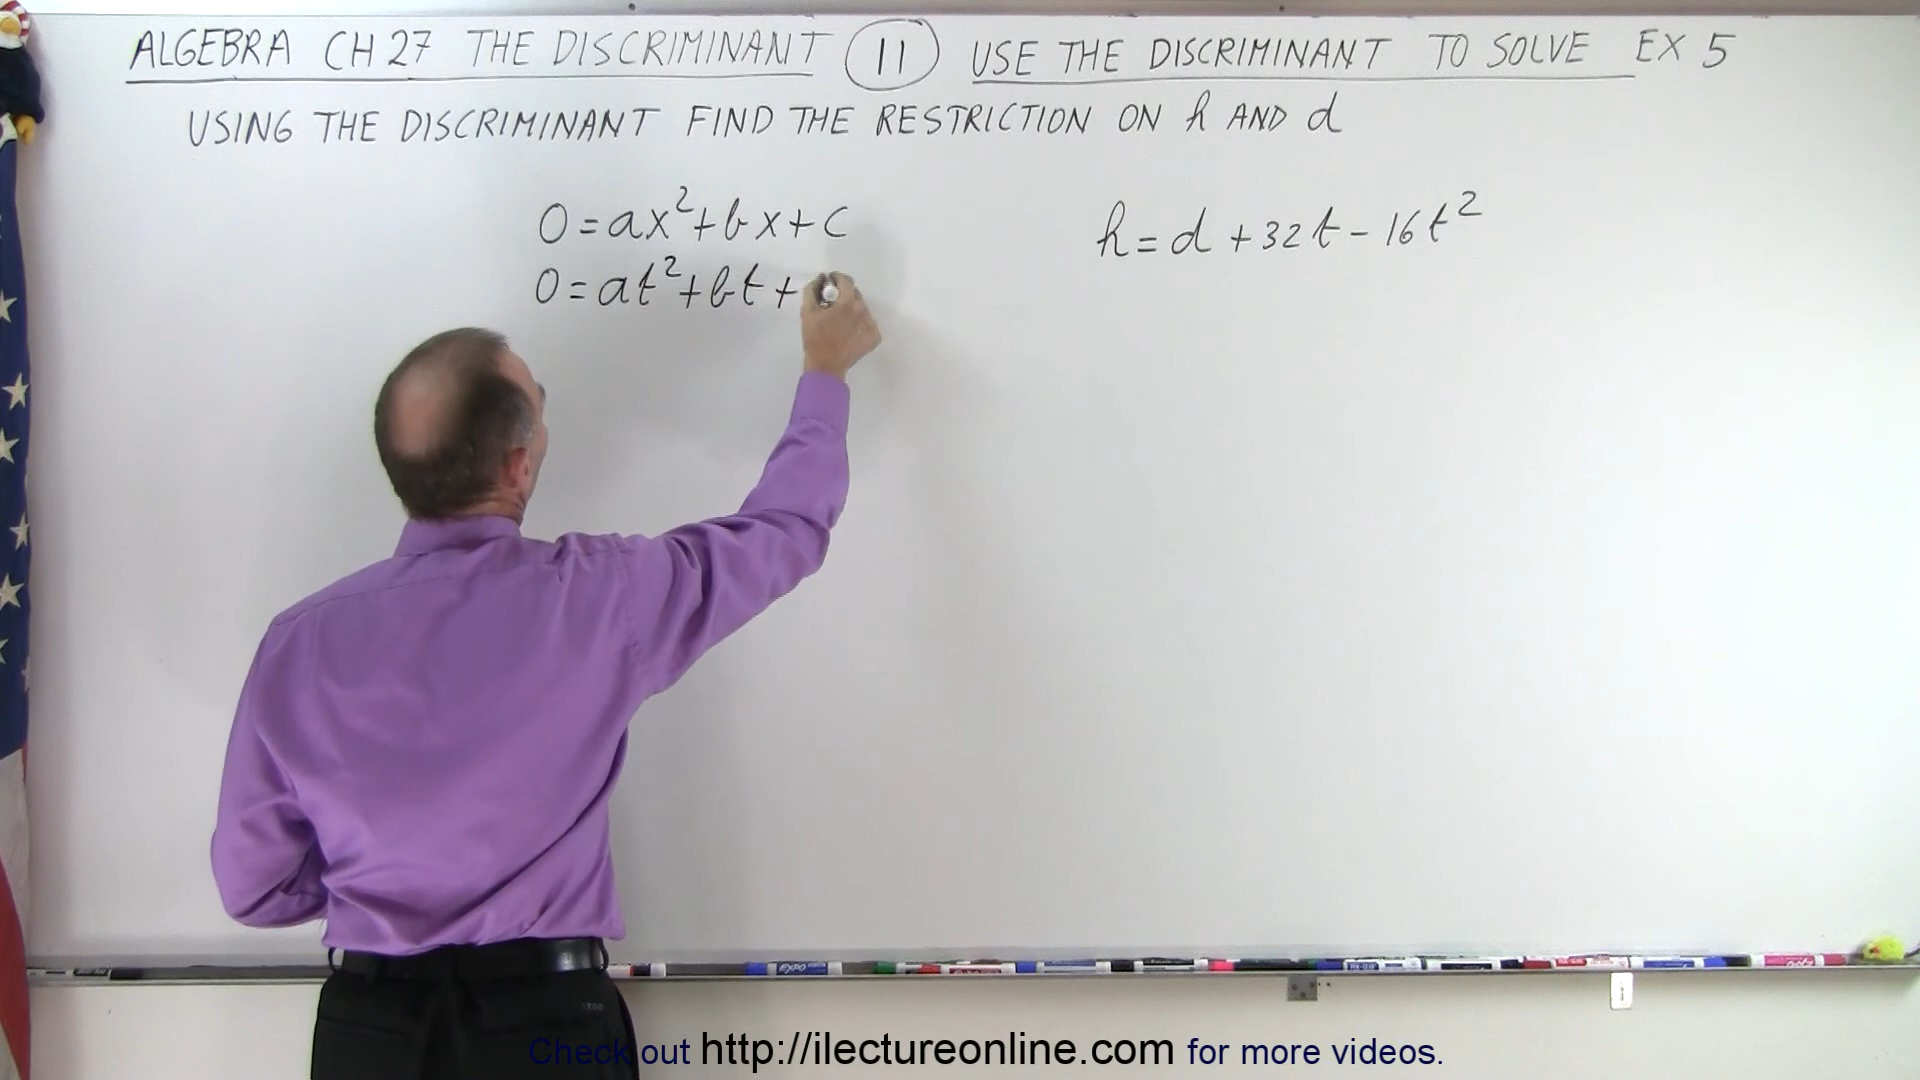 ALGEBRA CH 27 THE DISCRIMINANT 11 USE THE DISCRIMINANT TO SOLVE EX 5
USING THE DISCRIMINANT FIND THE RESTRICTION ON h AND d
0 = ax² + bx + c
h = d + 32t - 16t²
0 = at² + bt +
EXPO
Check out http://ilectureonline.com for more videos.